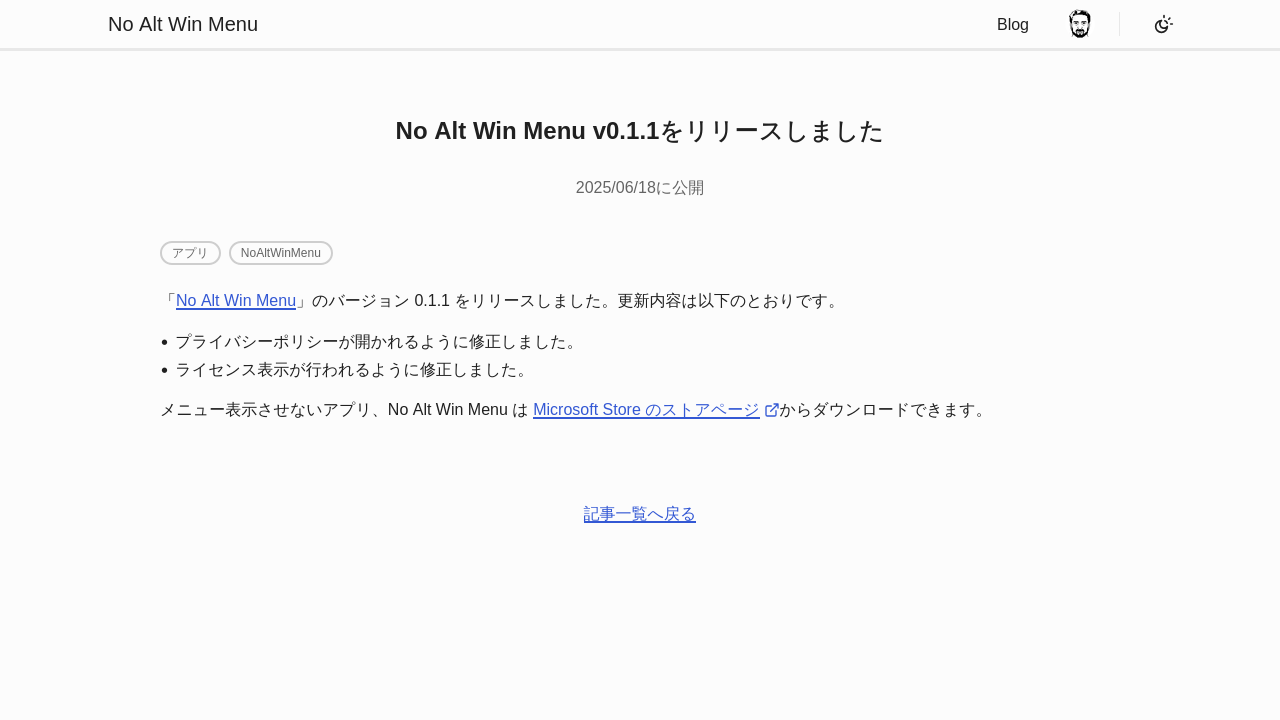 No Alt Win Menu
Blog
No Alt Win Menu v0.1.1をリリースしました
2025/06/18に公開
アプリ
NoAltWinMenu
「No Alt Win Menu」のバージョン 0.1.1 をリリースしました。更新内容は以下のとおりです。
• プライバシーポリシーが開かれるように修正しました。
• ライセンス表示が行われるように修正しました。
メニュー表示させないアプリ、No Alt Win Menu は Microsoft Store のストアページからダウンロードできます。
記事一覧へ戻る